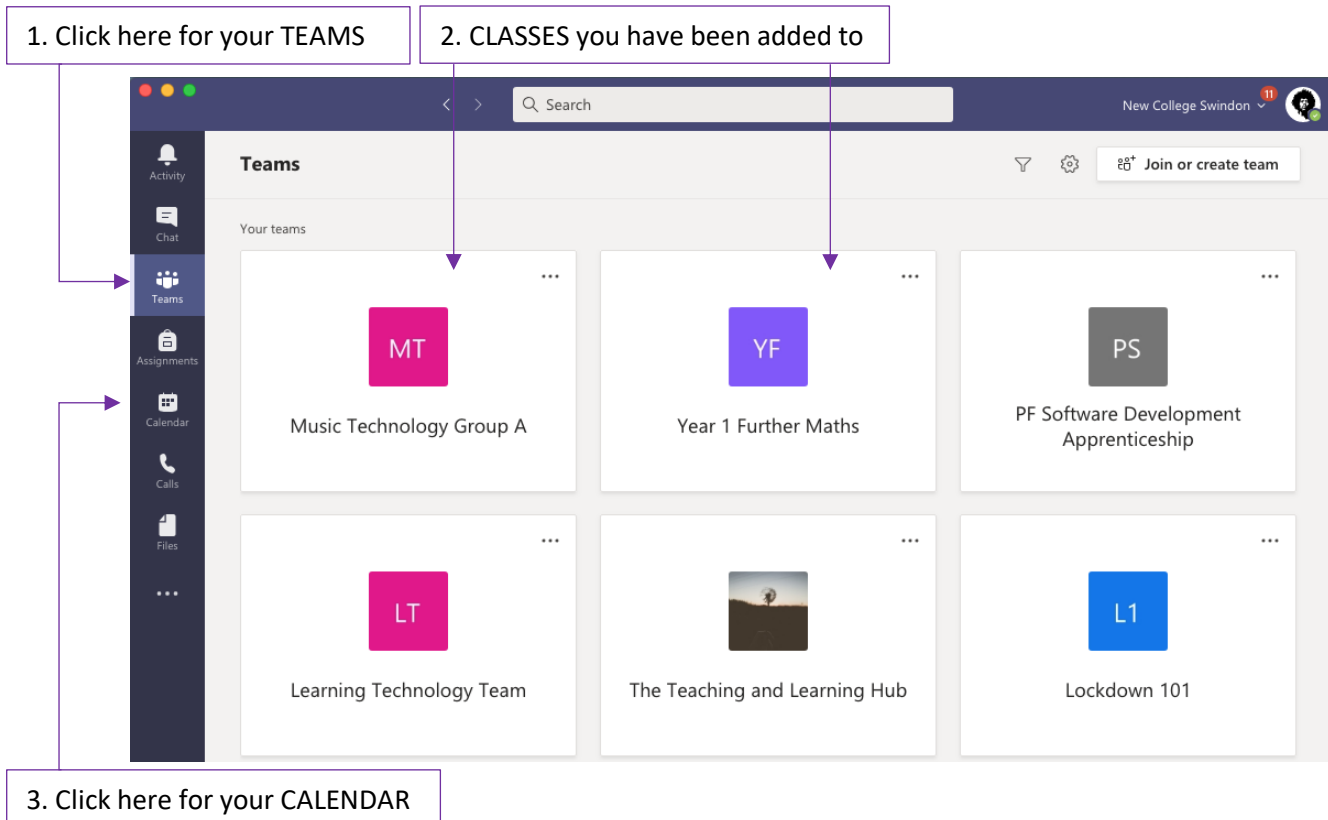 1. Click here for your TEAMS
2. CLASSES you have been added to
Search
New College Swindon
11
Activity
Chat
Teams
Assignments
Calendar
Calls
Files
Teams
Join or create team
Your teams
MT
Music Technology Group A
YF
Year 1 Further Maths
PS
PF Software Development
Apprenticeship
LT
Learning Technology Team
The Teaching and Learning Hub
L1
Lockdown 101
3. Click here for your CALENDAR